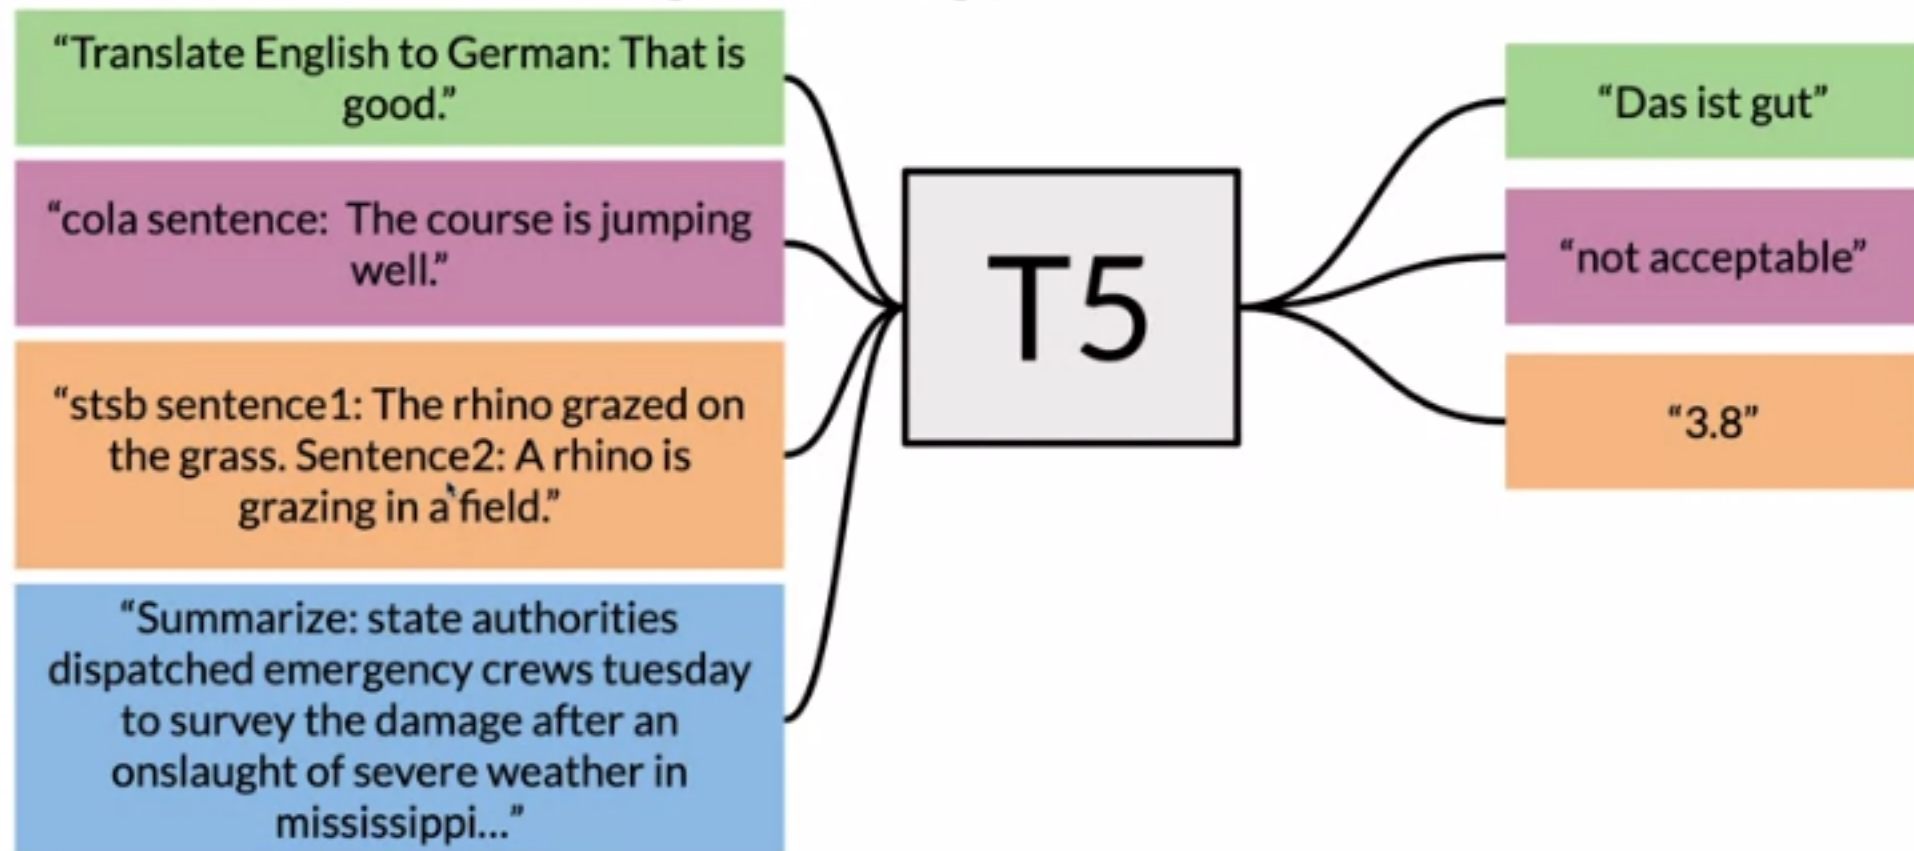 “Translate English to German: That is
good.”
“cola sentence:  The course is jumping
well.”
“stsb sentence1: The rhino grazed on
the grass. Sentence2: A rhino is
grazing in a field.”
“Summarize: state authorities
dispatched emergency crews tuesday
to survey the damage after an
onslaught of severe weather in
mississippi...”
T5
“Das ist gut”
“not acceptable”
“3.8”